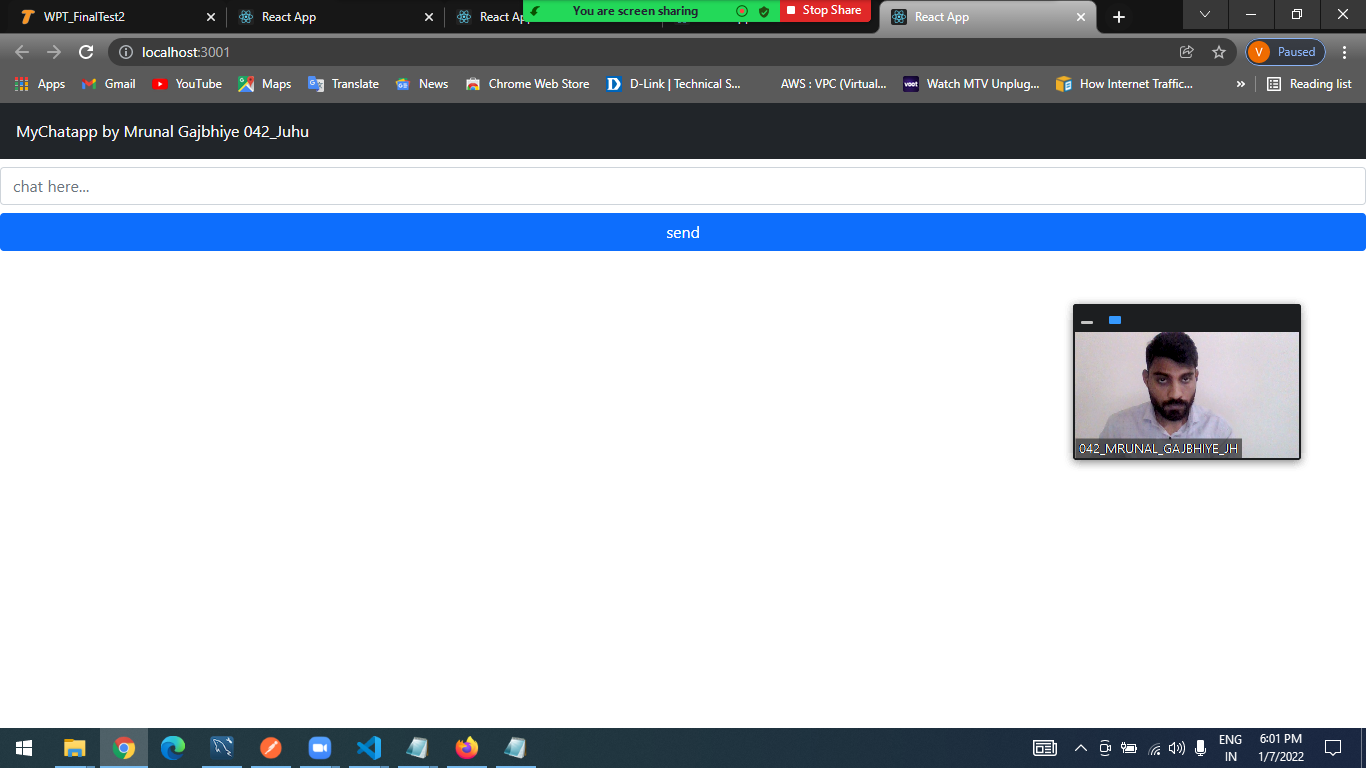 WPT_FinalTest2
React App
React App
You are screen sharing
Stop Share
React App
localhost:3001
V
Paused
Apps
Gmail
YouTube
Maps
Translate
News
Chrome Web Store
D-Link | Technical S...
AWS : VPC (Virtual...
voot
Watch MTV Unplug...
How Internet Traffic...
»
Reading list
MyChatapp by Mrunal Gajbhiye 042_Juhu
chat here...
send
042_MRUNAL_GAJBHIYE_JH
ENG
IN
6:01 PM
1/7/2022